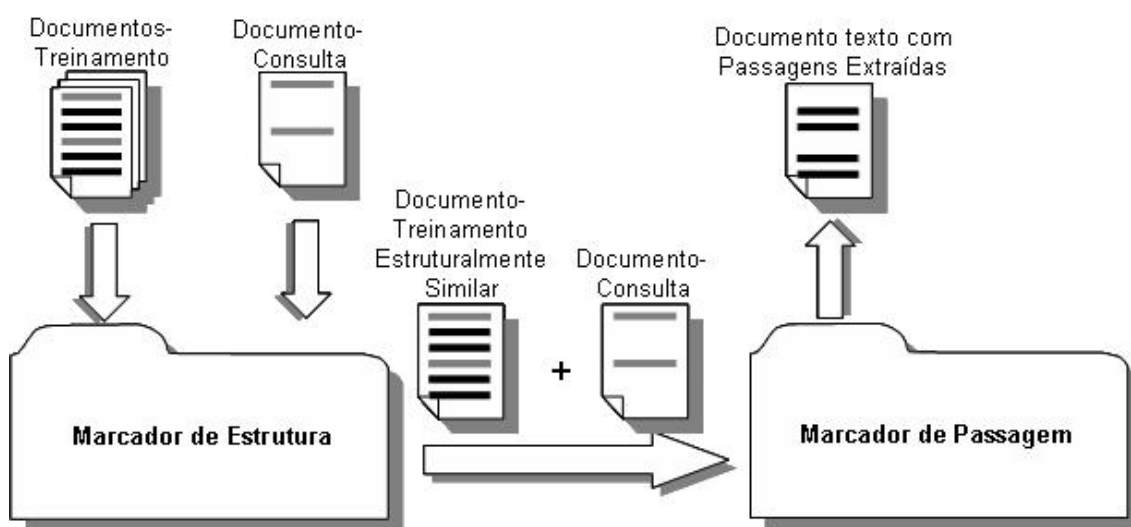 Documentos-
Treinamento
Documento-
Consulta
Documento texto com
Passagens Extraídas
Documento-
Treinamento
Estruturalmente
Similar
Documento-
Consulta
+
Marcador de Estrutura
Marcador de Passagem